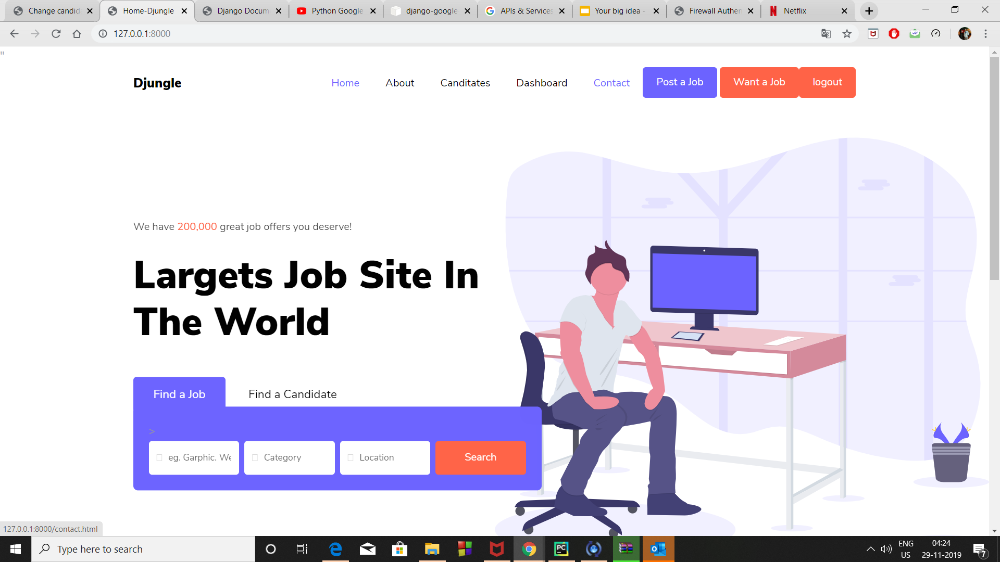 Change candid
Home-Djungle
Django Docum
Python Google
django-google
APIs & Services
Your big idea -
Firewall Authen
Netflix
127.0.0.1:8000
"
Djungle
Home
About
Canditates
Dashboard
Contact
Post a Job
Want a Job
logout
We have 200,000 great job offers you deserve!
Largets Job Site In
The World
Find a Job
Find a Candidate
>
eg. Garphic. We
Category
Location
Search
127.0.0.1:8000/contact.html
Type here to search
PC
ENG
US
04:24
29-11-2019
7